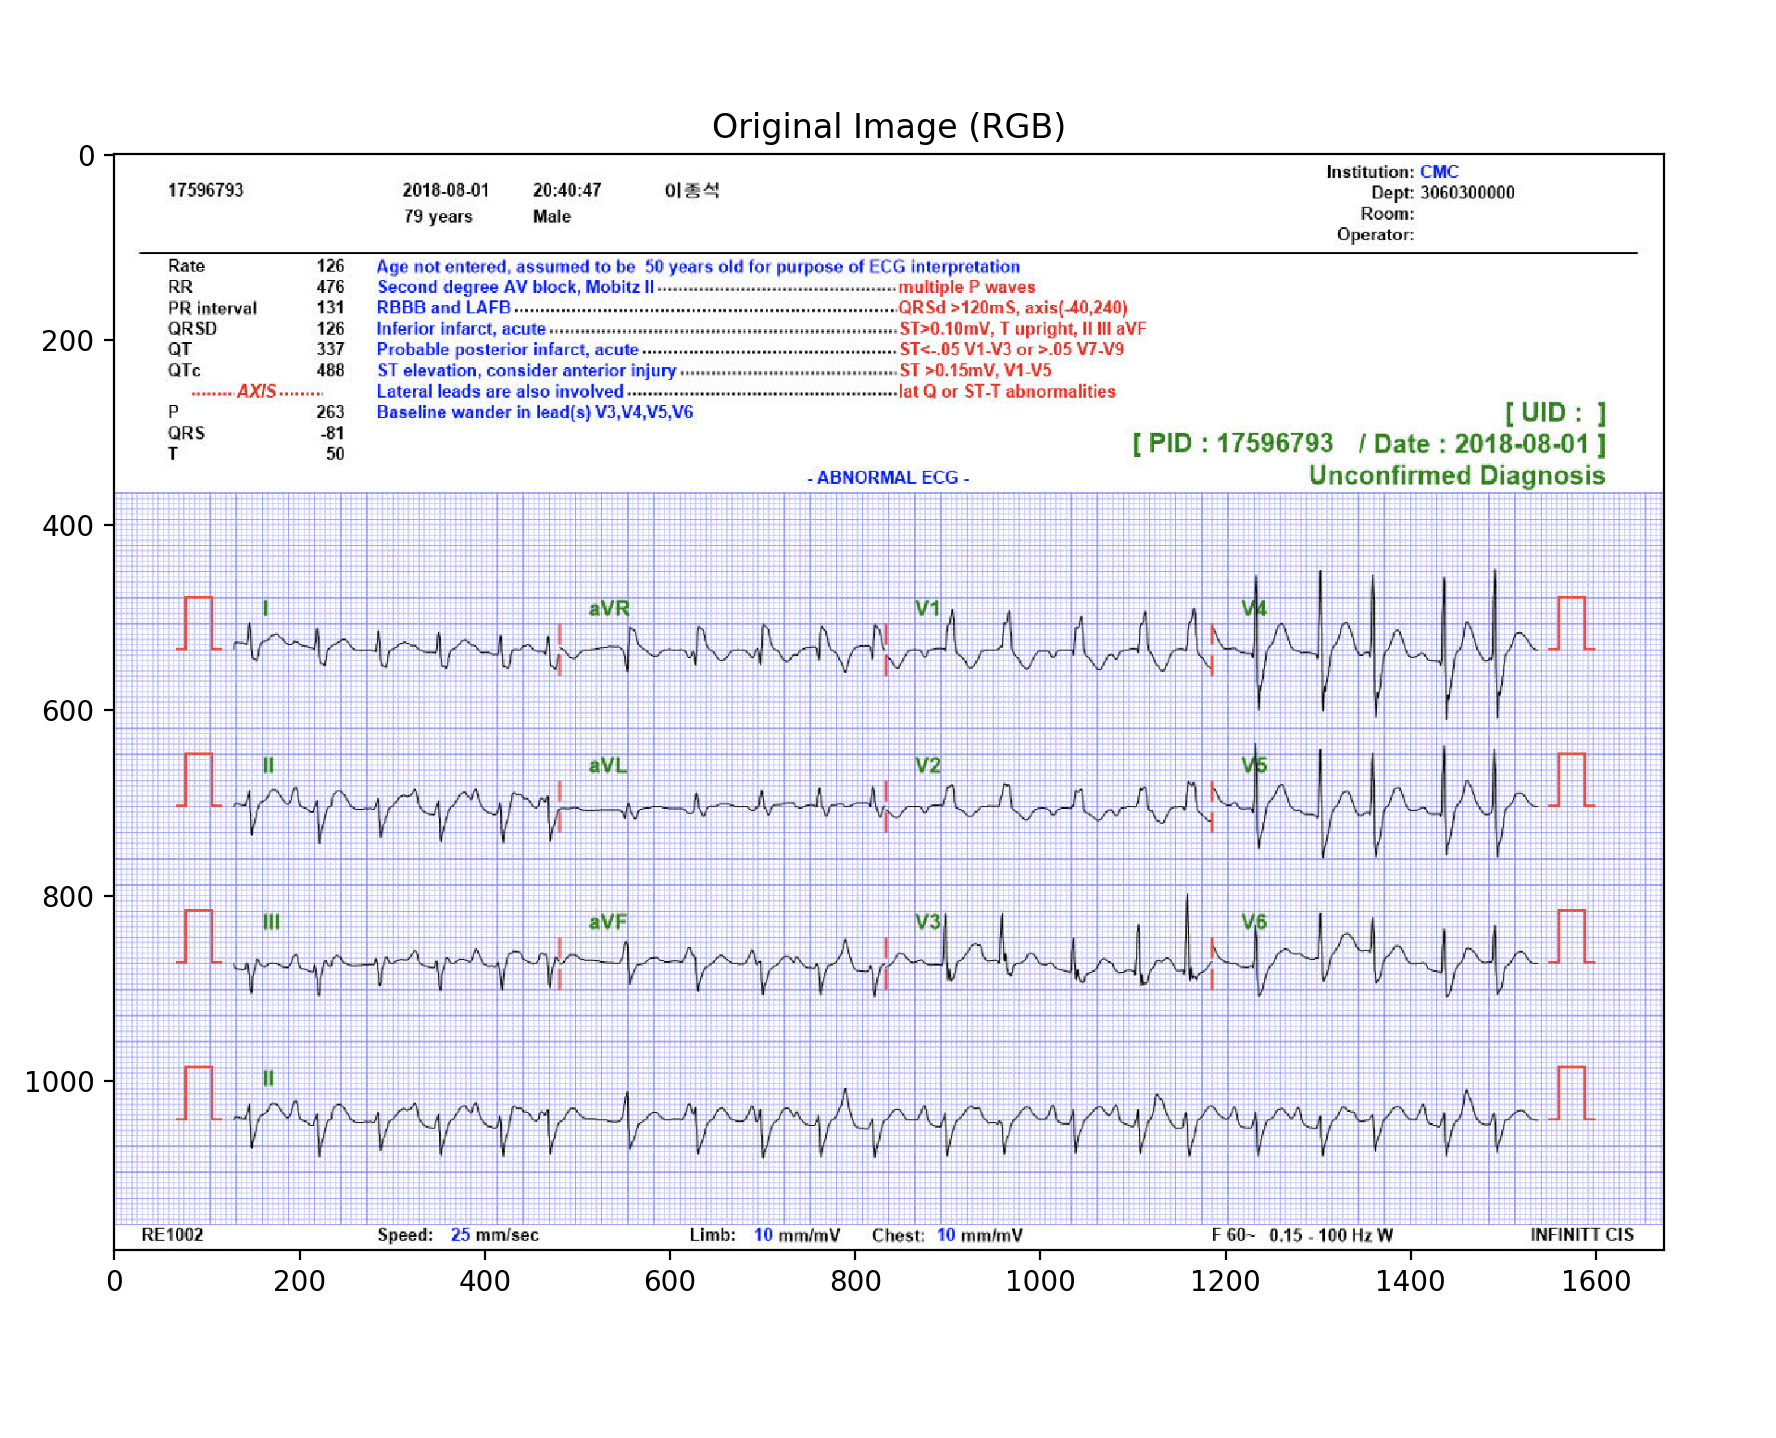 Original Image (RGB)
Institution: CMC
17596793 2018-08-01 20:40:47 이종석
Dept: 3060300000
79 years Male
Room:
Operator:
Rate 126 Age not entered, assumed to be 50 years old for purpose of ECG interpretation
RR 476 Second degree AV block, Mobitz II multiple P waves
PR interval 131 RBBB and LAFB QRSd >120mS, axis(-40,240)
QRSD 126 Inferior infarct, acute ST>0.10mV, T upright, II III aVF
QT 337 Probable posterior infarct, acute ST<-.05 V1-V3 or >.05 V7-V9
QTc 488 ST elevation, consider anterior injury ST >0.15mV, V1-V5
AXIS Lateral leads are also involved lat Q or ST-T abnormalities
P 263 Baseline wander in lead(s) V3,V4,V5,V6
[ UID : ]
QRS -81
[ PID : 17596793 / Date : 2018-08-01 ]
T 50
- ABNORMAL ECG -
Unconfirmed Diagnosis
I aVR V1 V4
II aVL V2 V5
III aVF V3 V6
II
RE1002 Speed: 25 mm/sec Limb: 10 mm/mV Chest: 10 mm/mV F 60~ 0.15 - 100 Hz W INFINITT CIS
0
200
400
600
800
1000
0 200 400 600 800 1000 1200 1400 1600